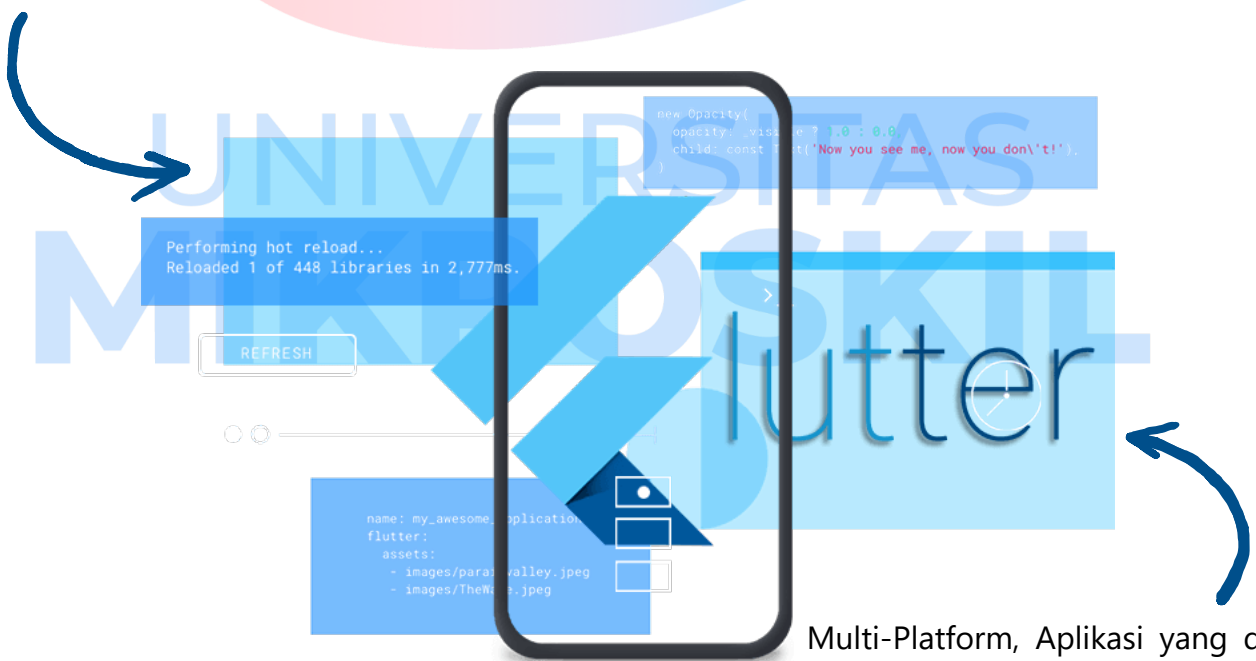 UNIVERSITAS
MIKROSKIL
new Opacity(
opacity: _visible ? 1.0 : 0.0,
child: const Text('Now you see me, now you don\'t!'),
)
Performing hot reload...
Reloaded 1 of 448 libraries in 2,777ms.
>_
REFRESH
lutter
name: my_awesome_application
flutter:
assets:
- images/
- images/
Multi-Platform, Aplikasi yang